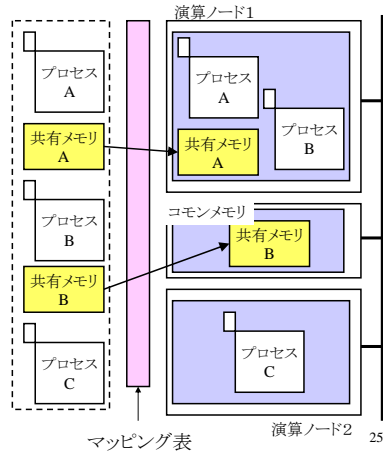 演算ノード1
プロセス
A
共有メモリ
A
プロセス
B
共有メモリ
B
プロセス
C
プロセス
A
プロセス
B
共有メモリ
A
コモンメモリ
共有メモリ
B
プロセス
C
演算ノード2
マッピング表
25